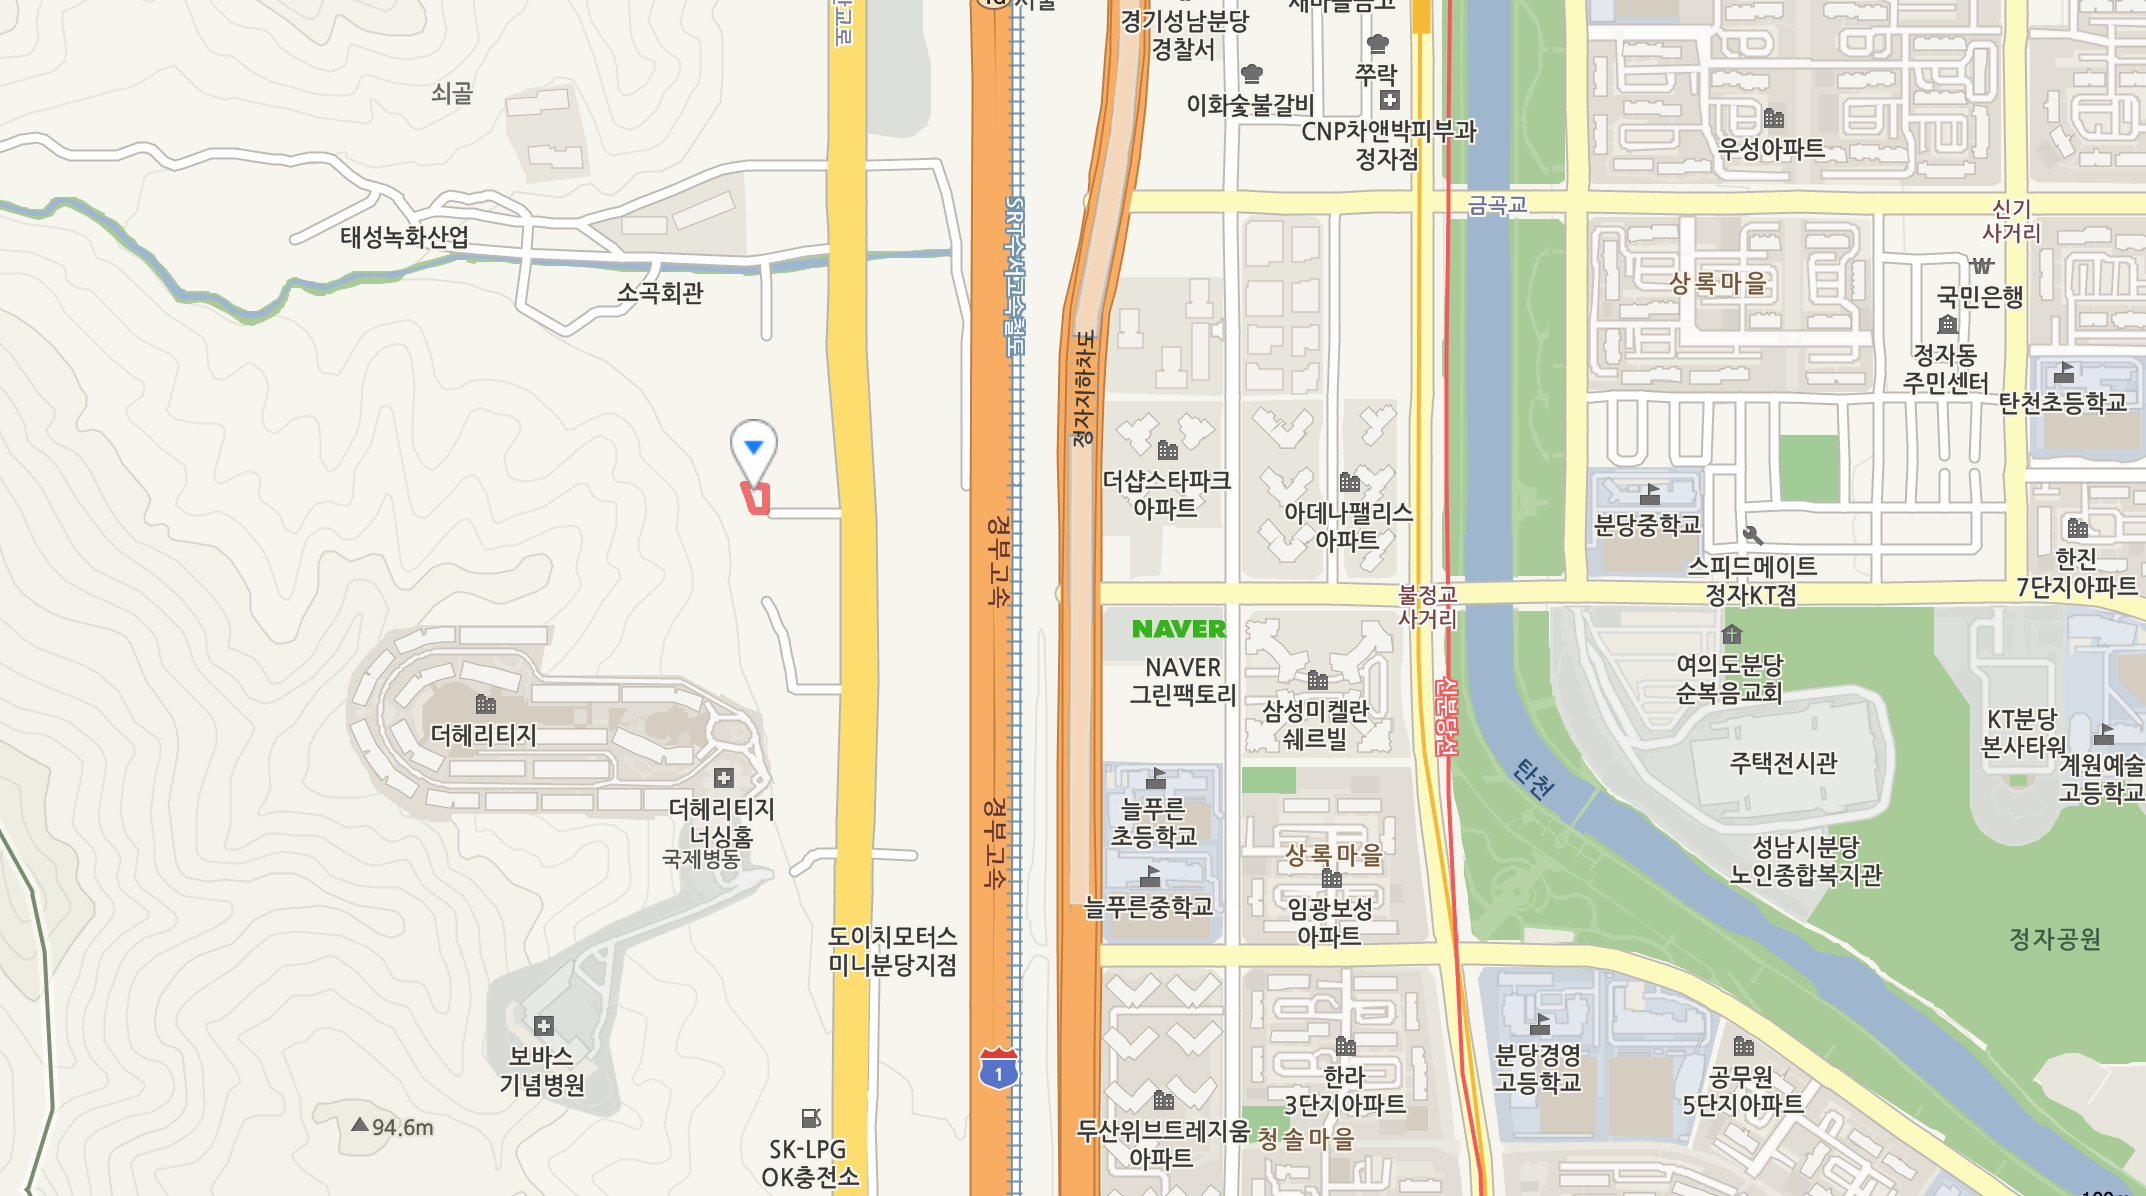 서울
경기성남분당
경찰서
새마을금고
쭈락
이화숯불갈비
CNP차앤박피부과
정자점
쇠골
우성아파트
금곡교
신기
사거리
태성녹화산업
소곡회관
SRT수서고속철도
정자지하차도
상록마을
국민은행
정자동
주민센터
탄천초등학교
더샵스타파크
아파트
아데나팰리스
아파트
분당중학교
스피드메이트
정자KT점
한진
7단지아파트
경부고속
불정교
사거리
NAVER
NAVER
그린팩토리
삼성미켈란
쉐르빌
신분당선
여의도분당
순복음교회
KT분당
본사타워
주택전시관
계원예술
고등학교
더헤리티지
더헤리티지
너싱홈
국제병동
탄천
늘푸른
초등학교
경부고속
상록마을
성남시분당
노인종합복지관
늘푸른중학교
임광보성
아파트
도이치모터스
미니분당지점
정자공원
보바스
기념병원
1
분당경영
고등학교
한라
3단지아파트
공무원
5단지아파트
94.6m
두산위브트레지움
아파트
청솔마을
SK-LPG
OK충전소